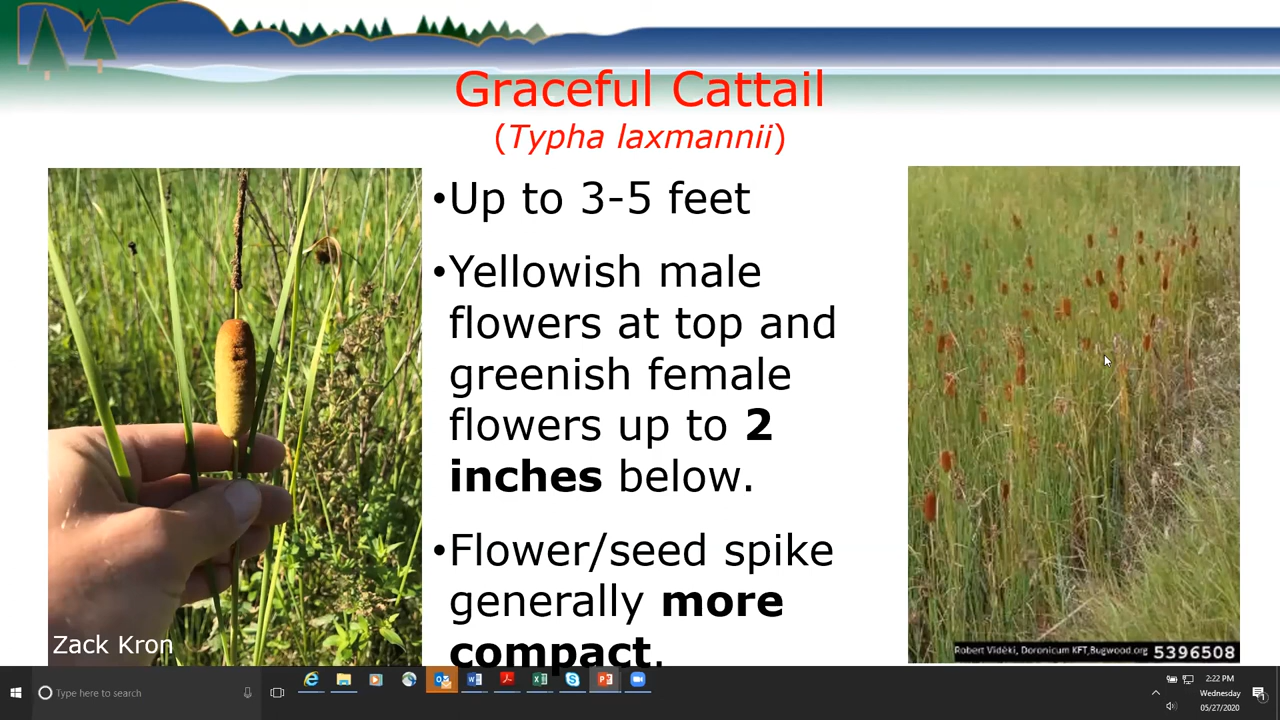 Graceful Cattail
(Typha laxmannii)
•Up to 3-5 feet
•Yellowish male
flowers at top and
greenish female
flowers up to 2
inches below.
•Flower/seed spike
generally more
compact.
Zack Kron
Robert Vidéki, Doronicum KFT,Bugwood.org 5396508
Type here to search
2:22 PM
Wednesday
05/27/2020